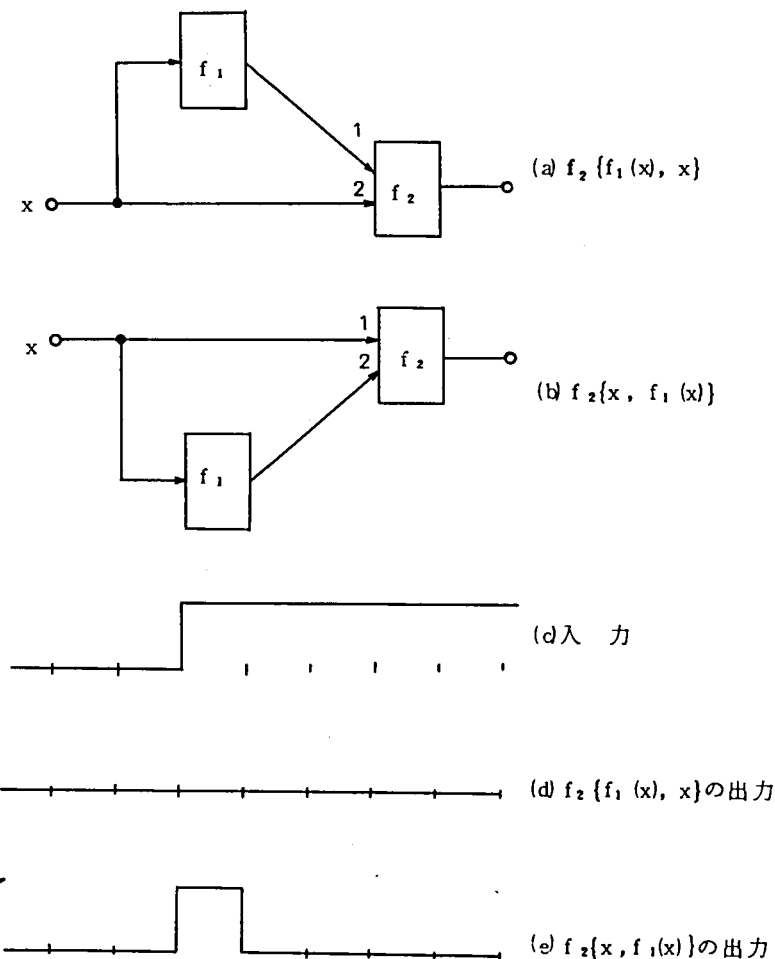 f₁
1
x
2
f₂
(a) f₂ {f₁ (x), x}
x
1
2
f₂
(b) f₂ {x , f₁ (x)}
f₁
(c)入 力
(d) f₂ {f₁ (x), x}の出力
(e) f₂ {x , f₁(x)}の出力